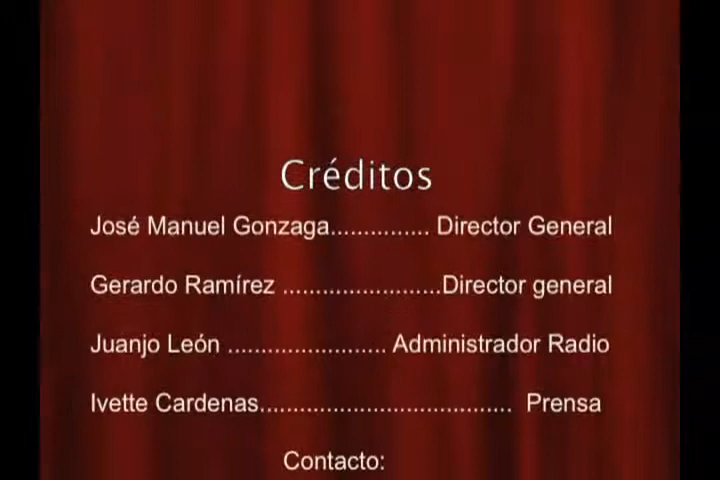 Créditos
José Manuel Gonzaga............... Director General
Gerardo Ramírez ........................Director general
Juanjo León ........................ Administrador Radio
Ivette Cardenas...................................... Prensa
Contacto: